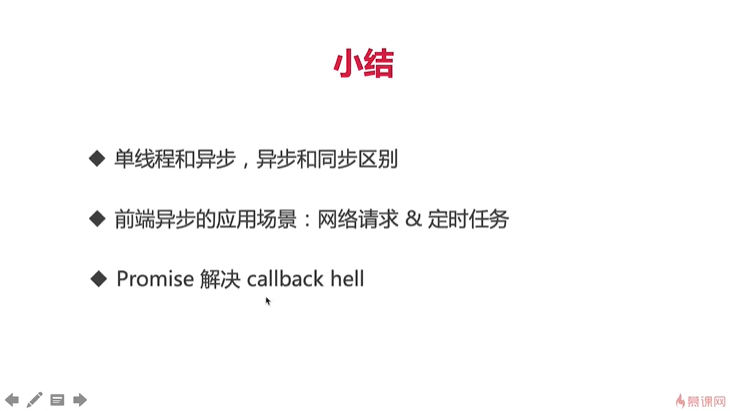 小结
单线程和异步，异步和同步区别
前端异步的应用场景：网络请求 & 定时任务
Promise 解决 callback hell
慕课网